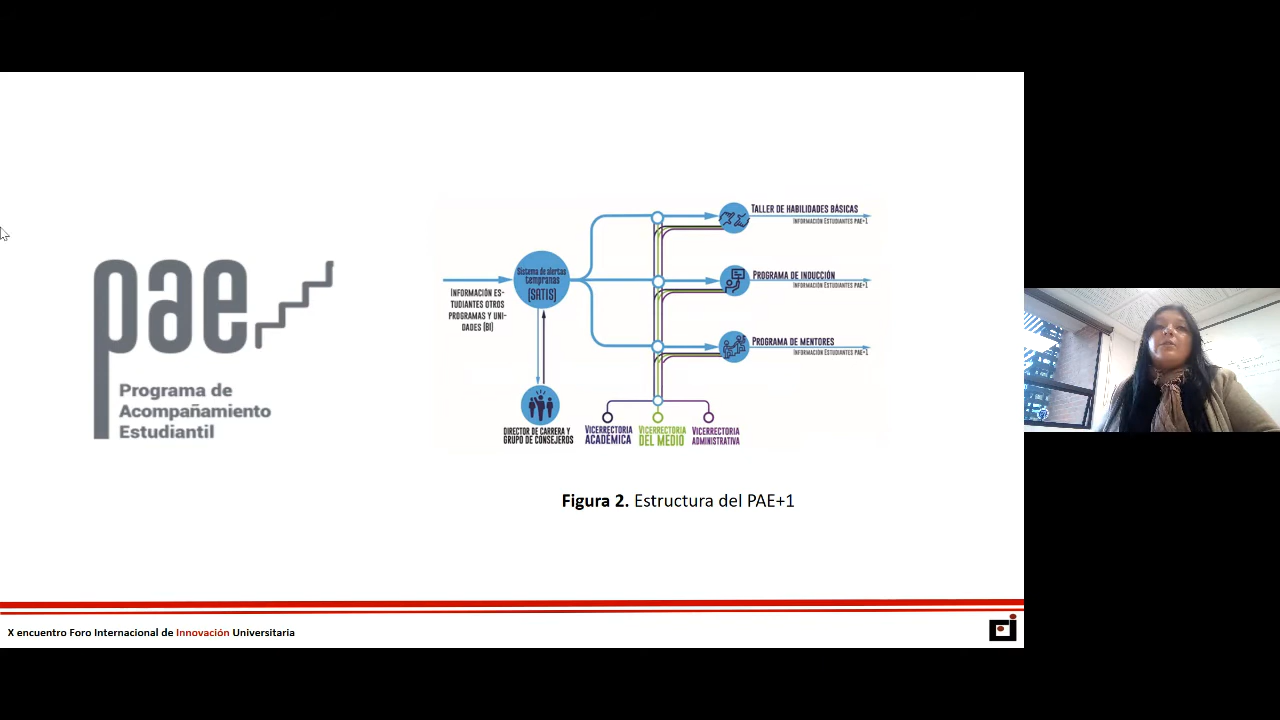 pae
Programa de
Acompañamiento
Estudiantil
INFORMACIÓN ES-
TUDIANTES OTROS
PROGRAMAS Y UNI-
DADES (BI)
Sistema de alertas
tempranas
(SATIS)
DIRECTOR DE CARRERA Y
GRUPO DE CONSEJEROS
TALLER DE HABILIDADES BÁSICAS
INFORMACIÓN ESTUDIANTES PAE+1
PROGRAMA DE INDUCCIÓN
INFORMACIÓN ESTUDIANTES PAE+1
PROGRAMA DE MENTORES
INFORMACIÓN ESTUDIANTES PAE+1
VICERRECTORIA
ACADÉMICA
VICERRECTORIA
DEL MEDIO
VICERRECTORIA
ADMINISTRATIVA
Figura 2. Estructura del PAE+1
X encuentro Foro Internacional de Innovación Universitaria